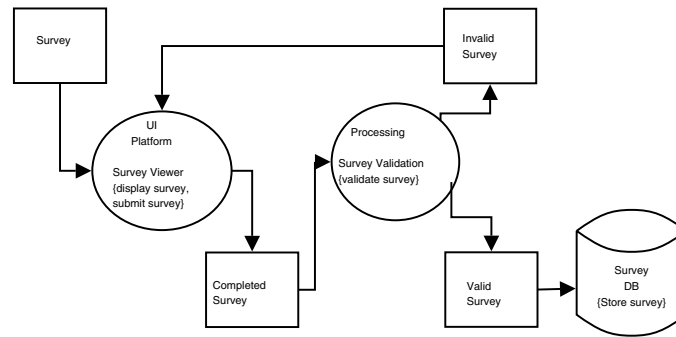 Survey
Invalid
Survey
UI
Platform
Survey Viewer
{display survey,
submit survey}
Processing
Survey Validation
{validate survey}
Completed
Survey
Valid
Survey
Survey
DB
{Store survey}